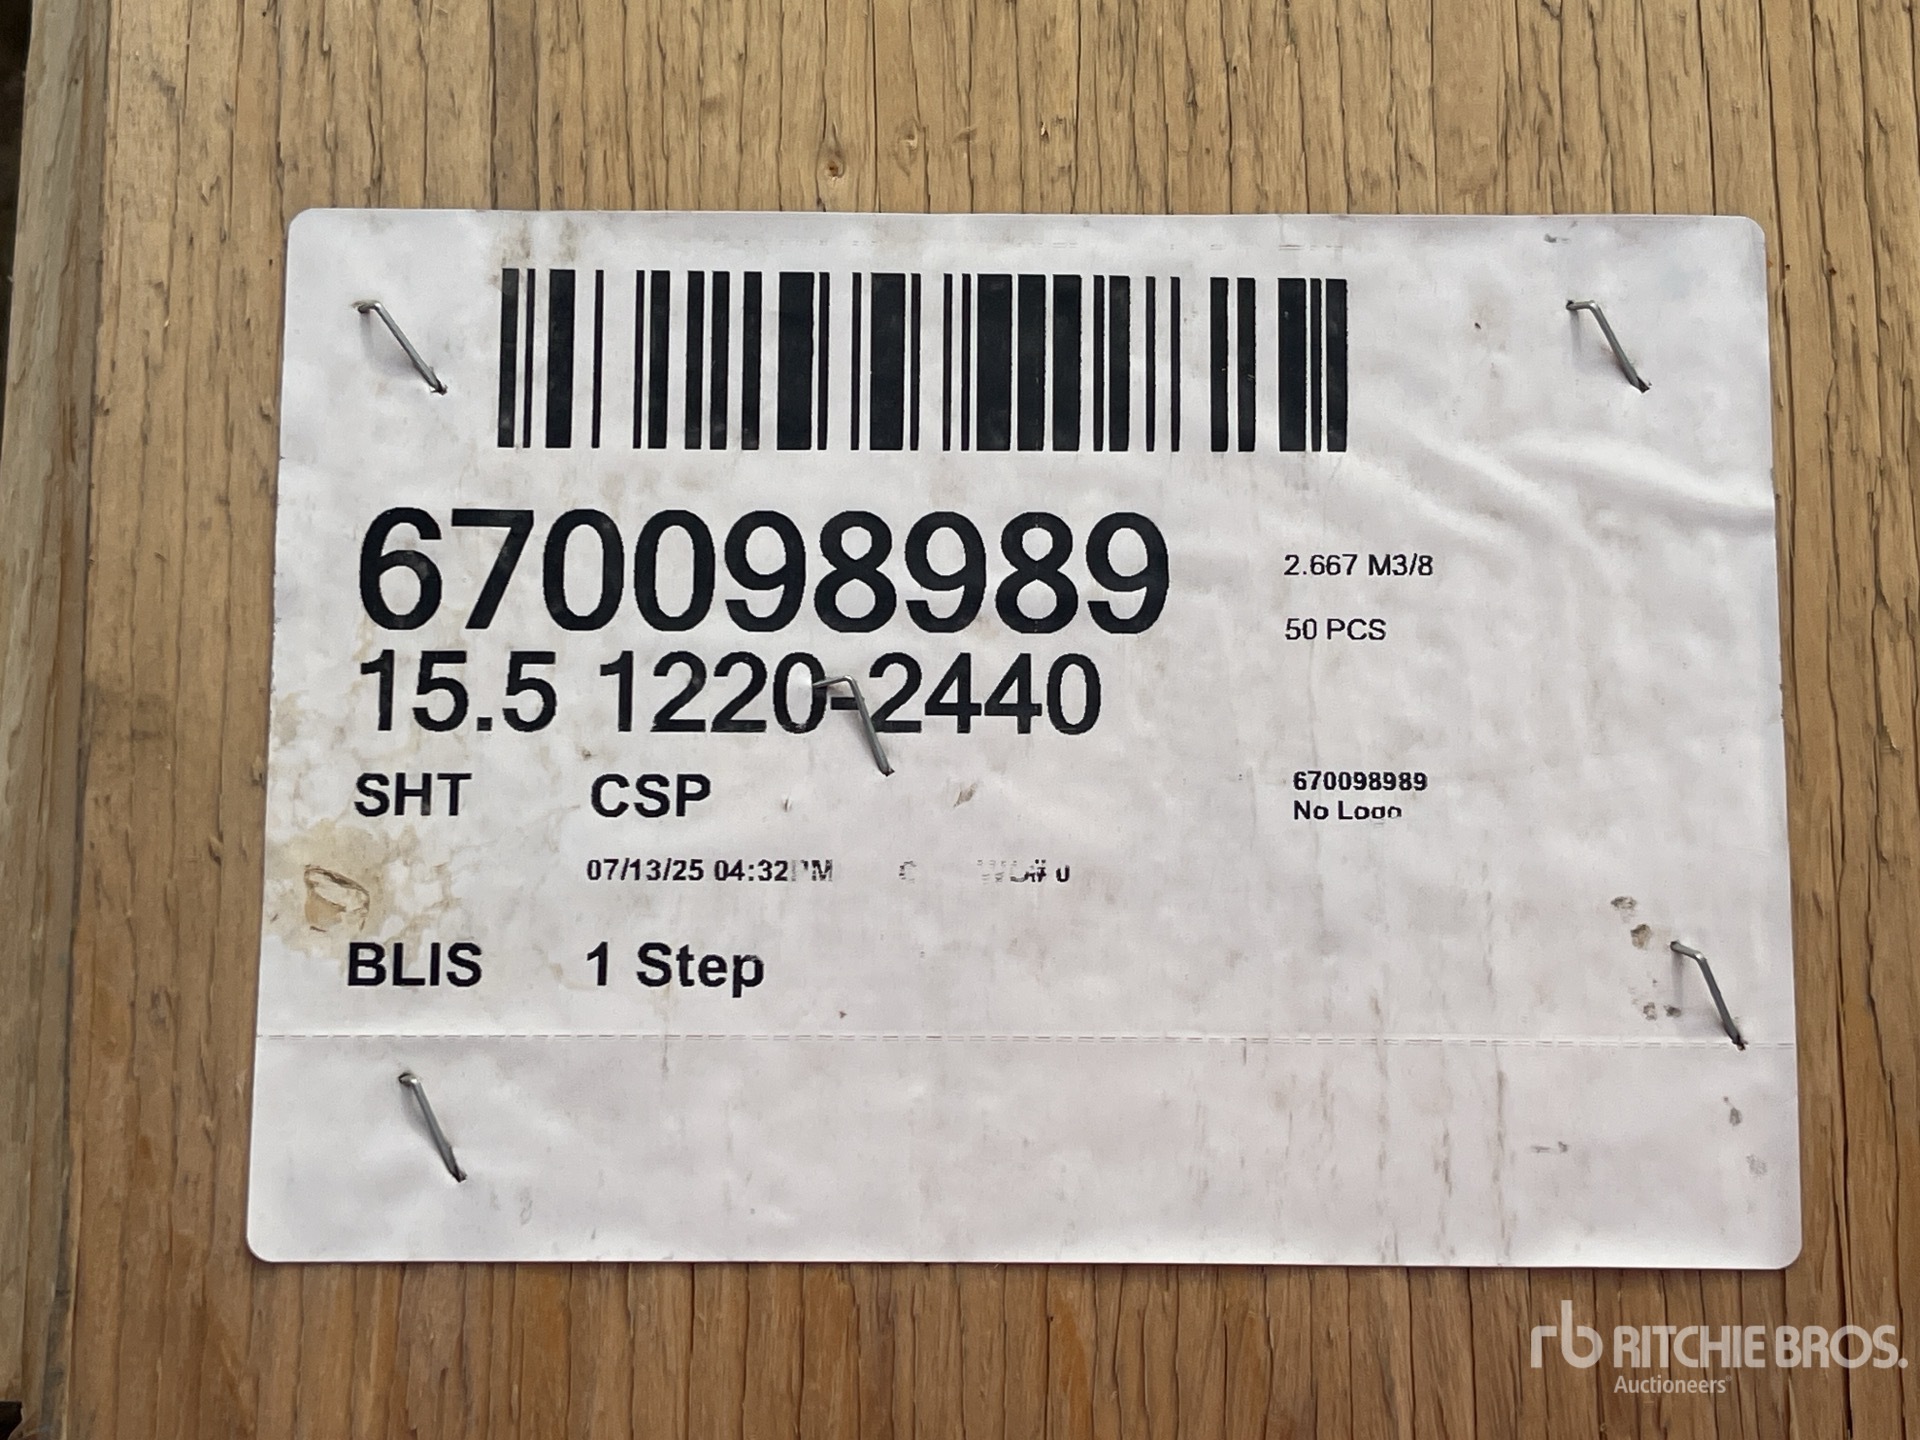 670098989
2.667 M3/8
50 PCS
15.5 1220-2440
SHT CSP
670098989
No Logo
07/13/25 04:32PM
BLIS 1 Step
rb RITCHIE BROS.
Auctioneers